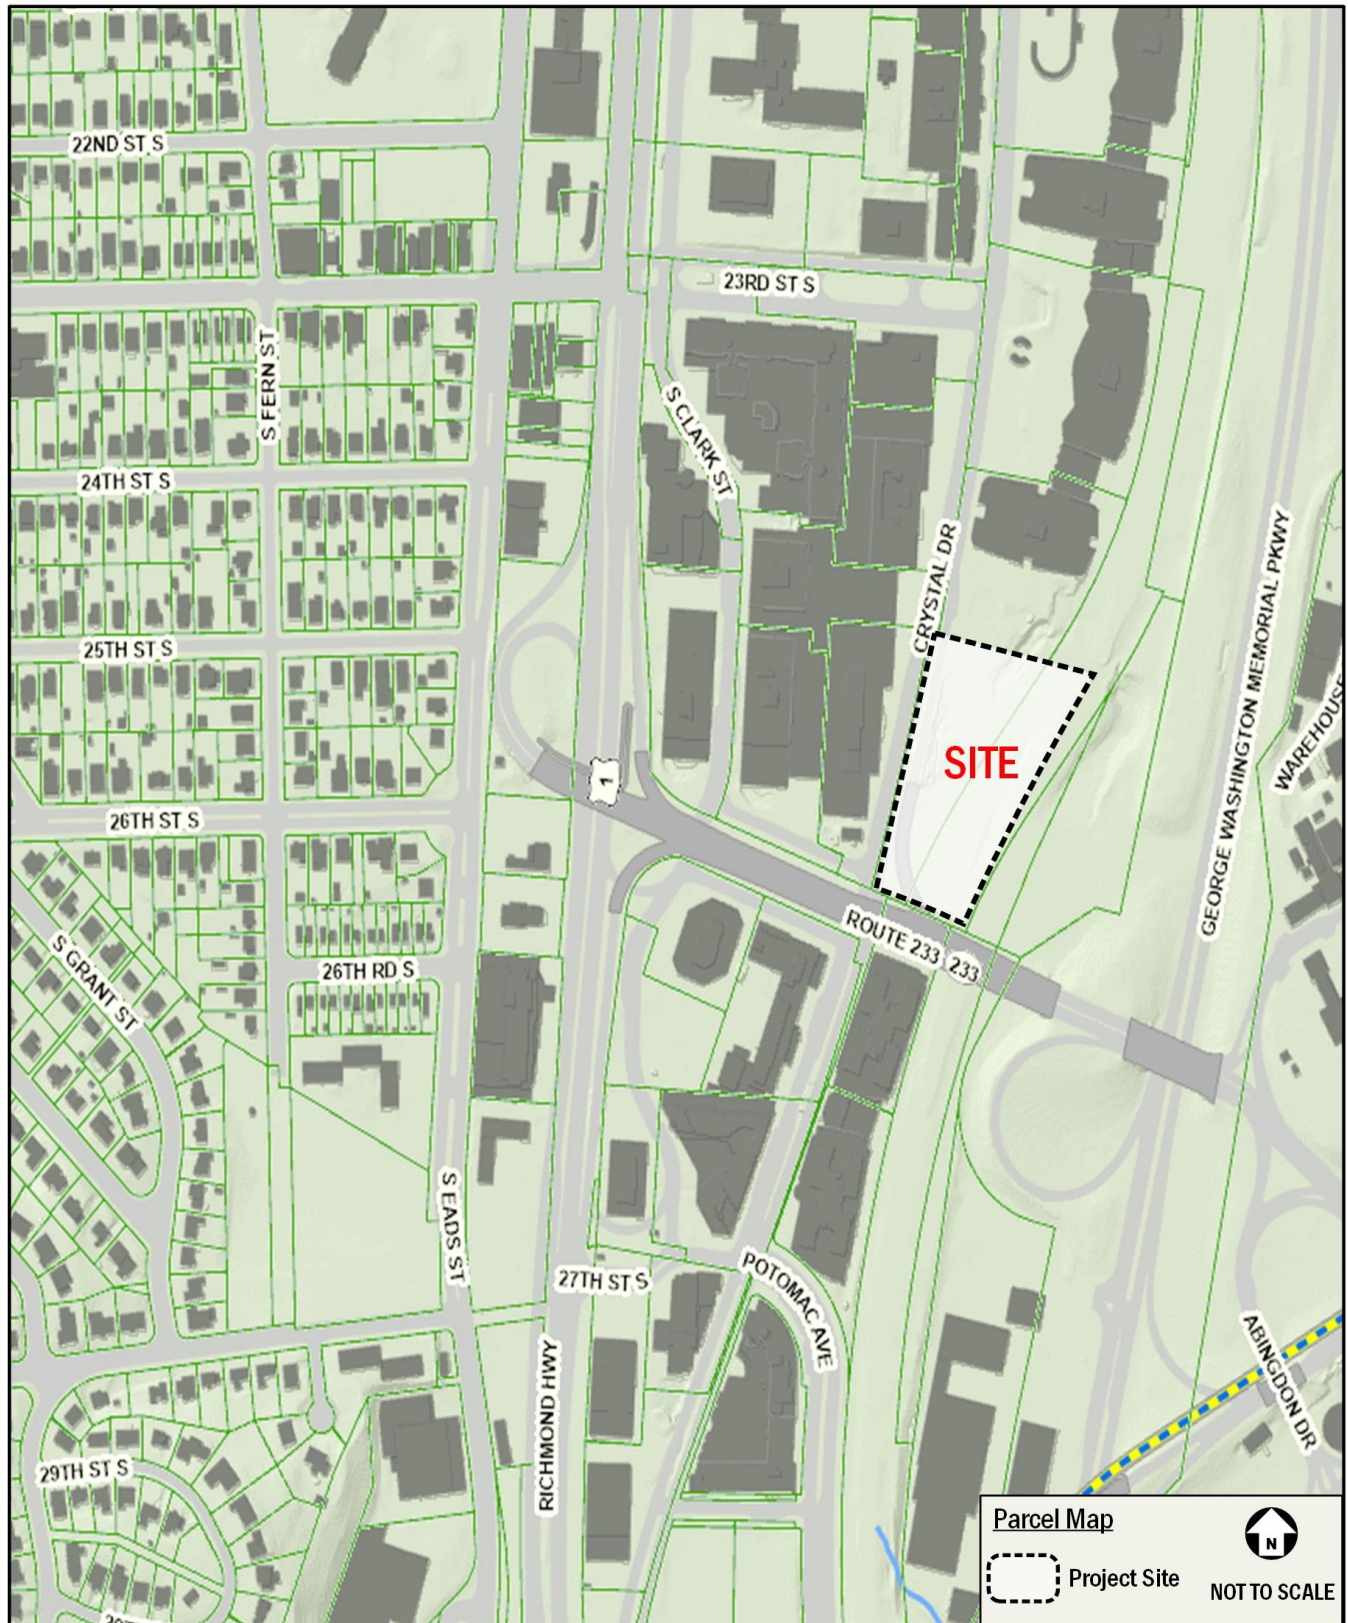 22ND ST S
23RD ST S
S FERN ST
S CLARK ST
24TH ST S
CRYSTAL DR
GEORGE WASHINGTON MEMORIAL PKWY
25TH ST S
WAREHOUSE
SITE
1
26TH ST S
ROUTE 233
233
S GRANT ST
26TH RD S
S EADS ST
27TH ST S
POTOMAC AVE
RICHMOND HWY
ABINGDON DR
29TH ST S
Parcel Map
N
Project Site
NOT TO SCALE